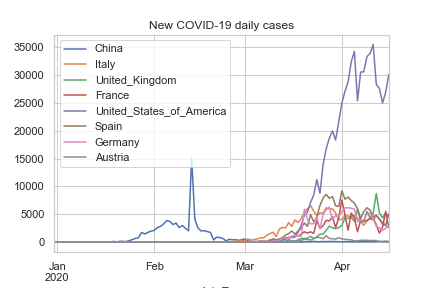 New COVID-19 daily cases
35000
30000
25000
20000
15000
10000
5000
0
China
Italy
United_Kingdom
France
United_States_of_America
Spain
Germany
Austria
Jan
2020
Feb
Mar
Apr